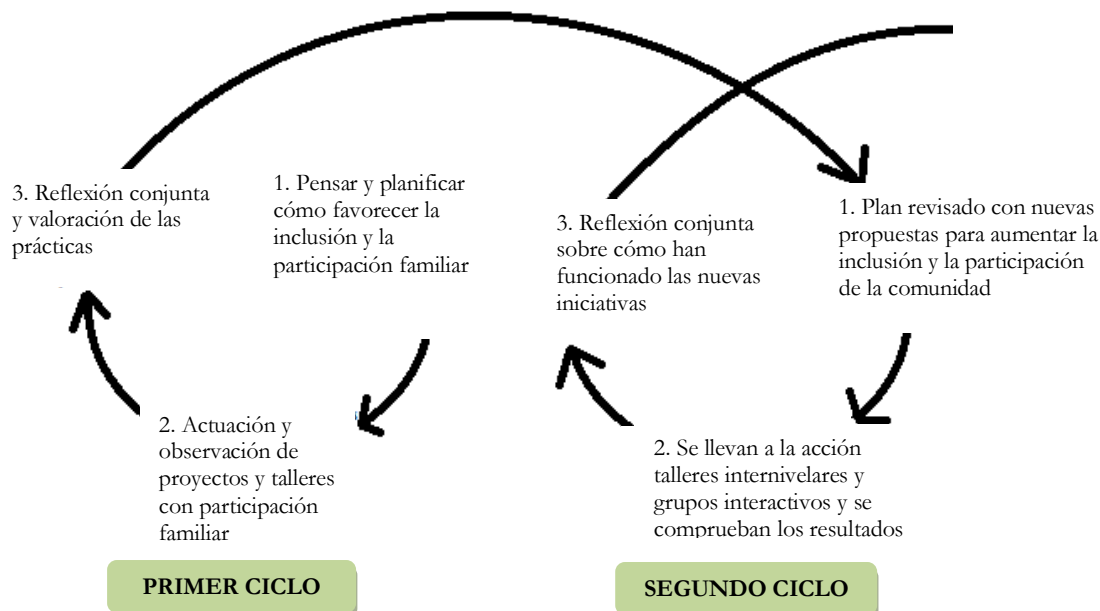 3. Reflexión conjunta
y valoración de las
prácticas
1. Pensar y planificar
cómo favorecer la
inclusión y la
participación familiar
2. Actuación y
observación de
proyectos y talleres
con participación
familiar
PRIMER CICLO
3. Reflexión conjunta
sobre cómo han
funcionado las nuevas
iniciativas
1. Plan revisado con nuevas
propuestas para aumentar la
inclusión y la participación
de la comunidad
2. Se llevan a la acción
talleres internivelares y
grupos interactivos y se
comprueban los resultados
SEGUNDO CICLO